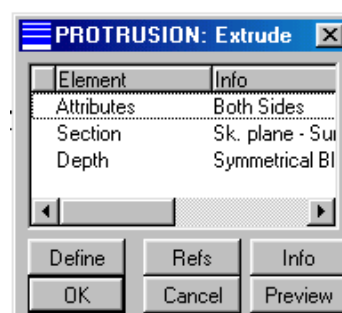 PROTRUSION: Extrude
Element Info
Attributes Both Sides
Section Sk. plane - Sur
Depth Symmetrical Bl
Define Refs Info
OK Cancel Preview